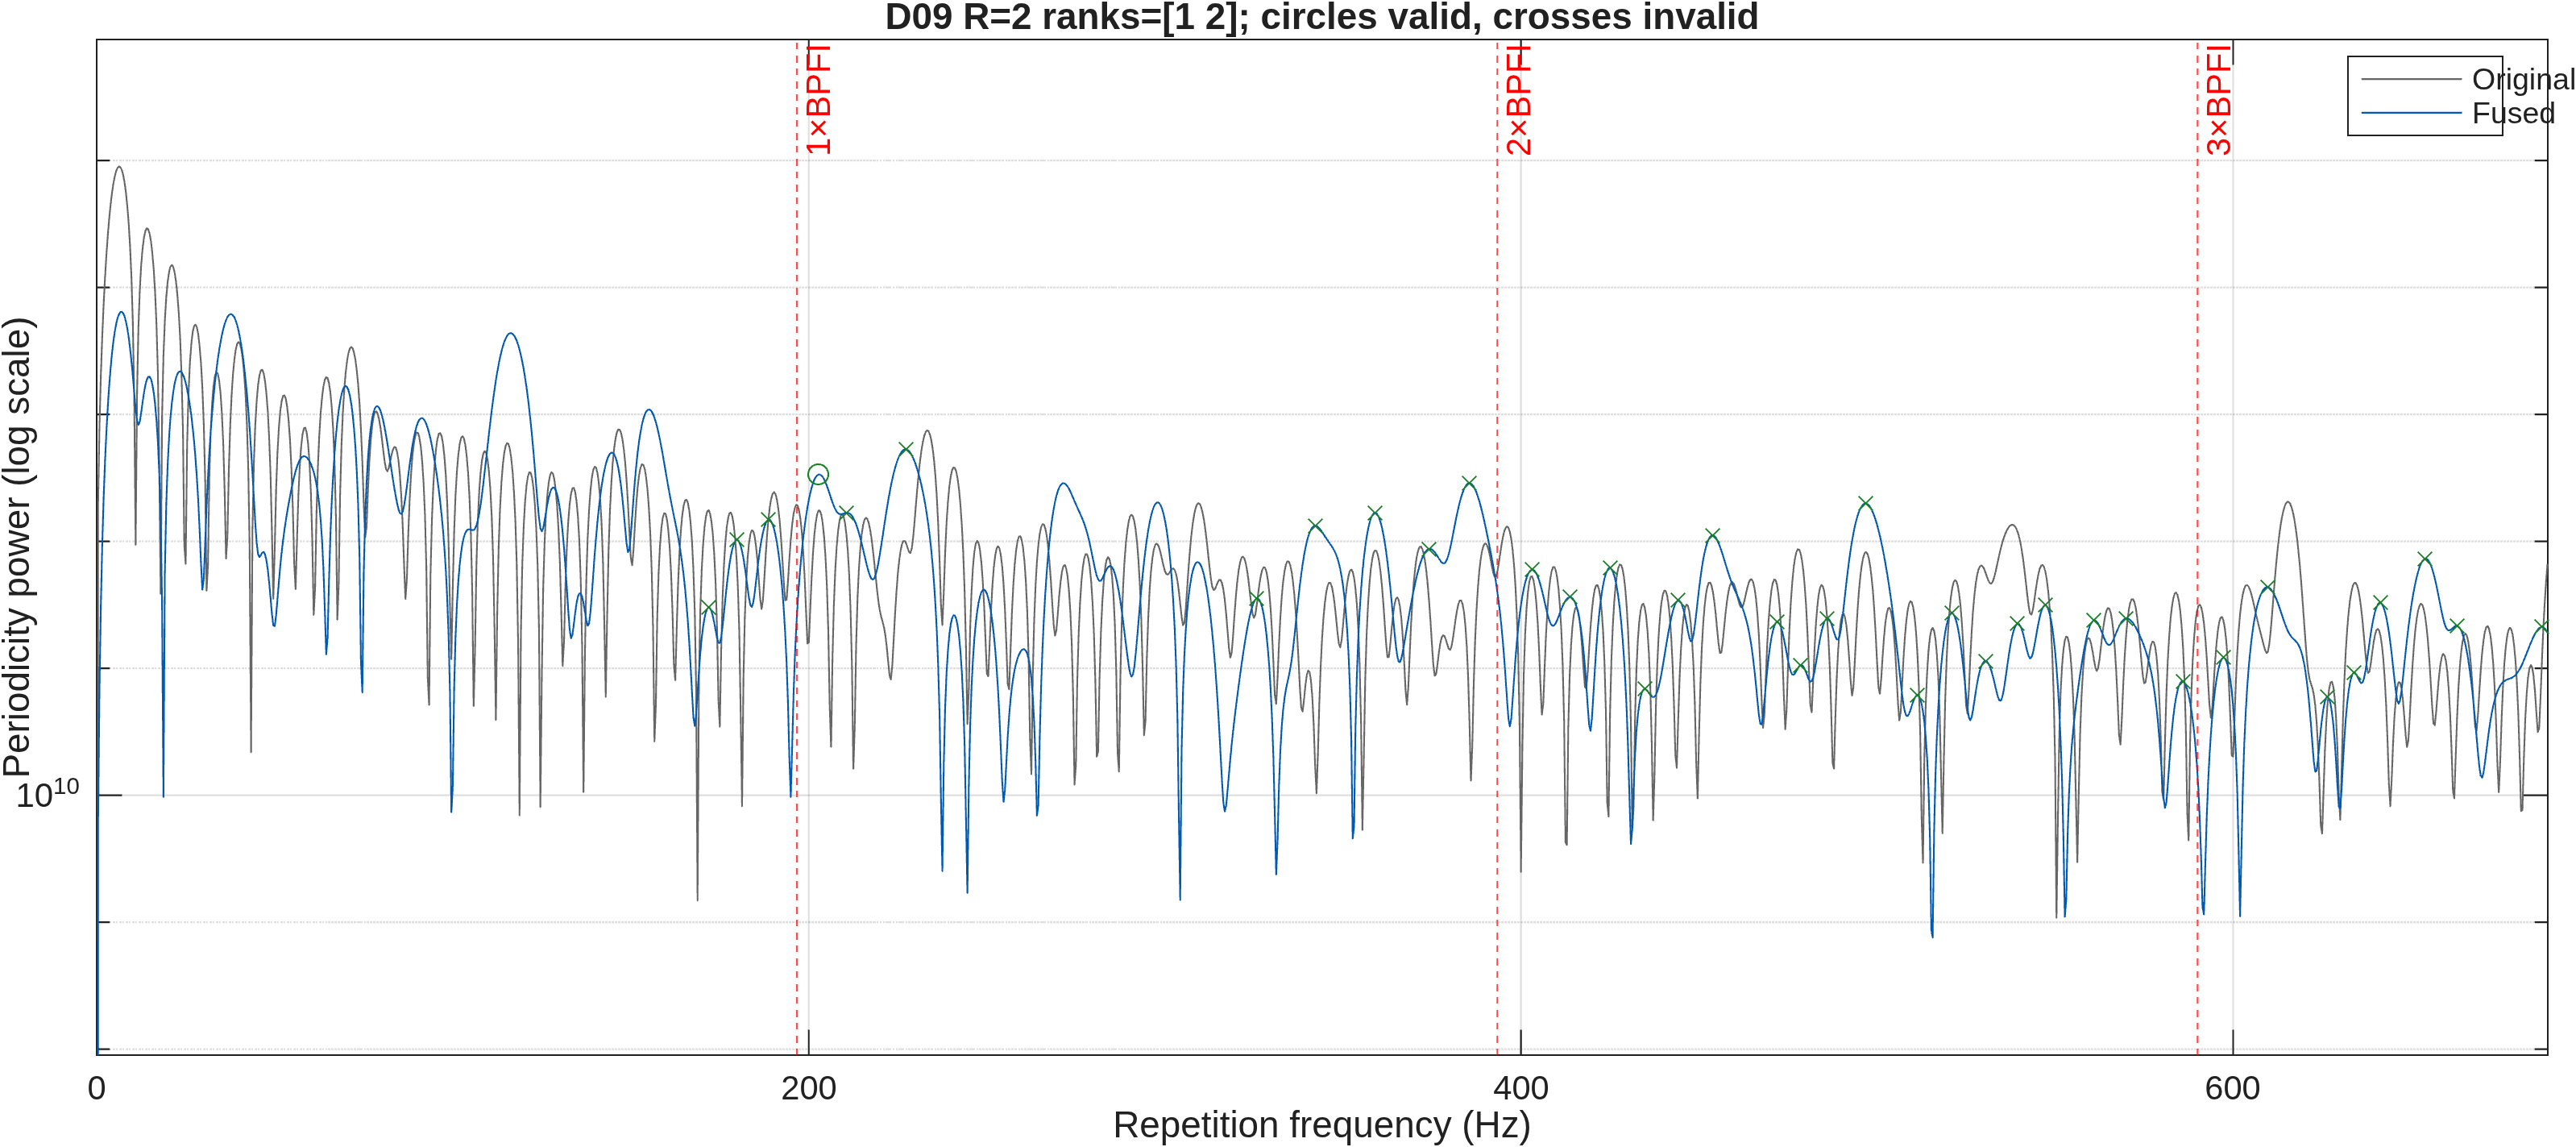 D09 R=2 ranks=[1 2]; circles valid, crosses invalid
1×BPFI
2×BPFI
3×BPFI
Original
Fused
Periodicity power (log scale)
10^10
0
200
400
600
Repetition frequency (Hz)